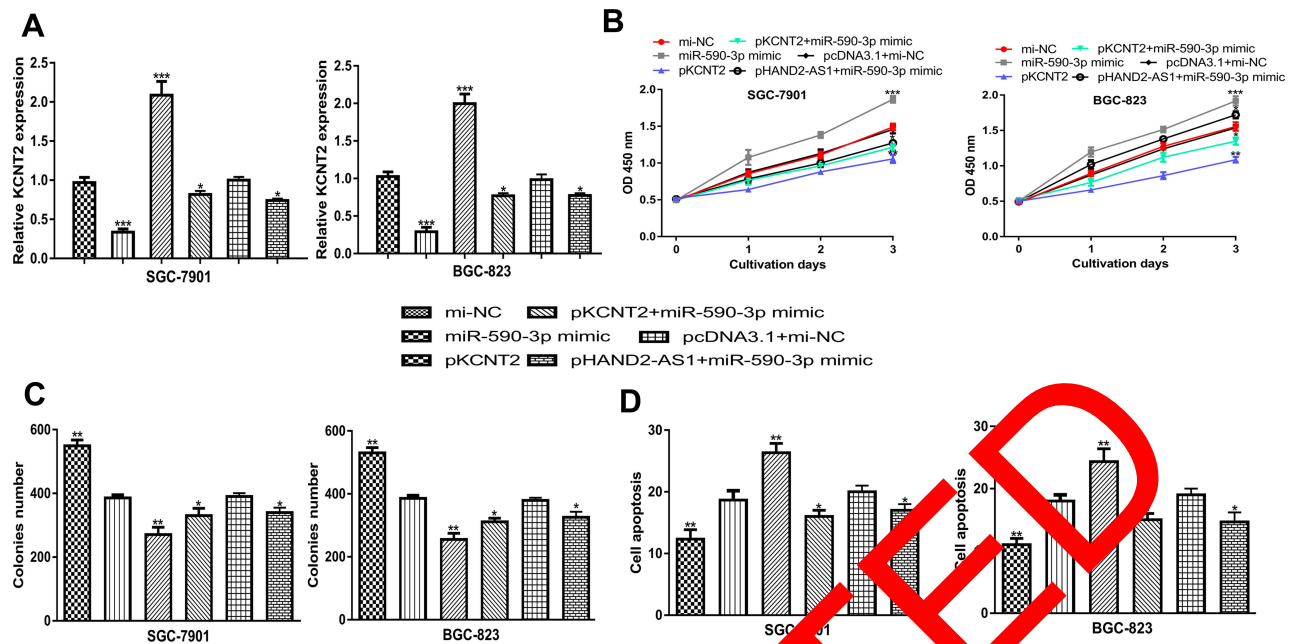 A
B
Relative KCNT2 expression
2.5
2.0
1.5
1.0
0.5
0.0
***
***
*
*
SGC-7901
Relative KCNT2 expression
2.5
2.0
1.5
1.0
0.5
0.0
***
***
*
*
BGC-823
mi-NC
pKCNT2+miR-590-3p mimic
miR-590-3p mimic
pcDNA3.1+mi-NC
pKCNT2
pHAND2-AS1+miR-590-3p mimic
SGC-7901
OD 450 nm
2.0
1.5
1.0
0.5
0.0
***
*
**
0
1
2
3
Cultivation days
mi-NC
pKCNT2+miR-590-3p mimic
miR-590-3p mimic
pcDNA3.1+mi-NC
pKCNT2
pHAND2-AS1+miR-590-3p mimic
BGC-823
OD 450 nm
2.0
1.5
1.0
0.5
0.0
***
*
*
**
0
1
2
3
Cultivation days
mi-NC
pKCNT2+miR-590-3p mimic
miR-590-3p mimic
pcDNA3.1+mi-NC
pKCNT2
pHAND2-AS1+miR-590-3p mimic
C
D
Colonies number
600
400
200
0
**
**
*
*
SGC-7901
Colonies number
600
400
200
0
**
**
*
*
BGC-823
Cell apoptosis
30
20
10
0
**
**
*
*
Cell apoptosis
30
20
0
**
**
*
BGC-823